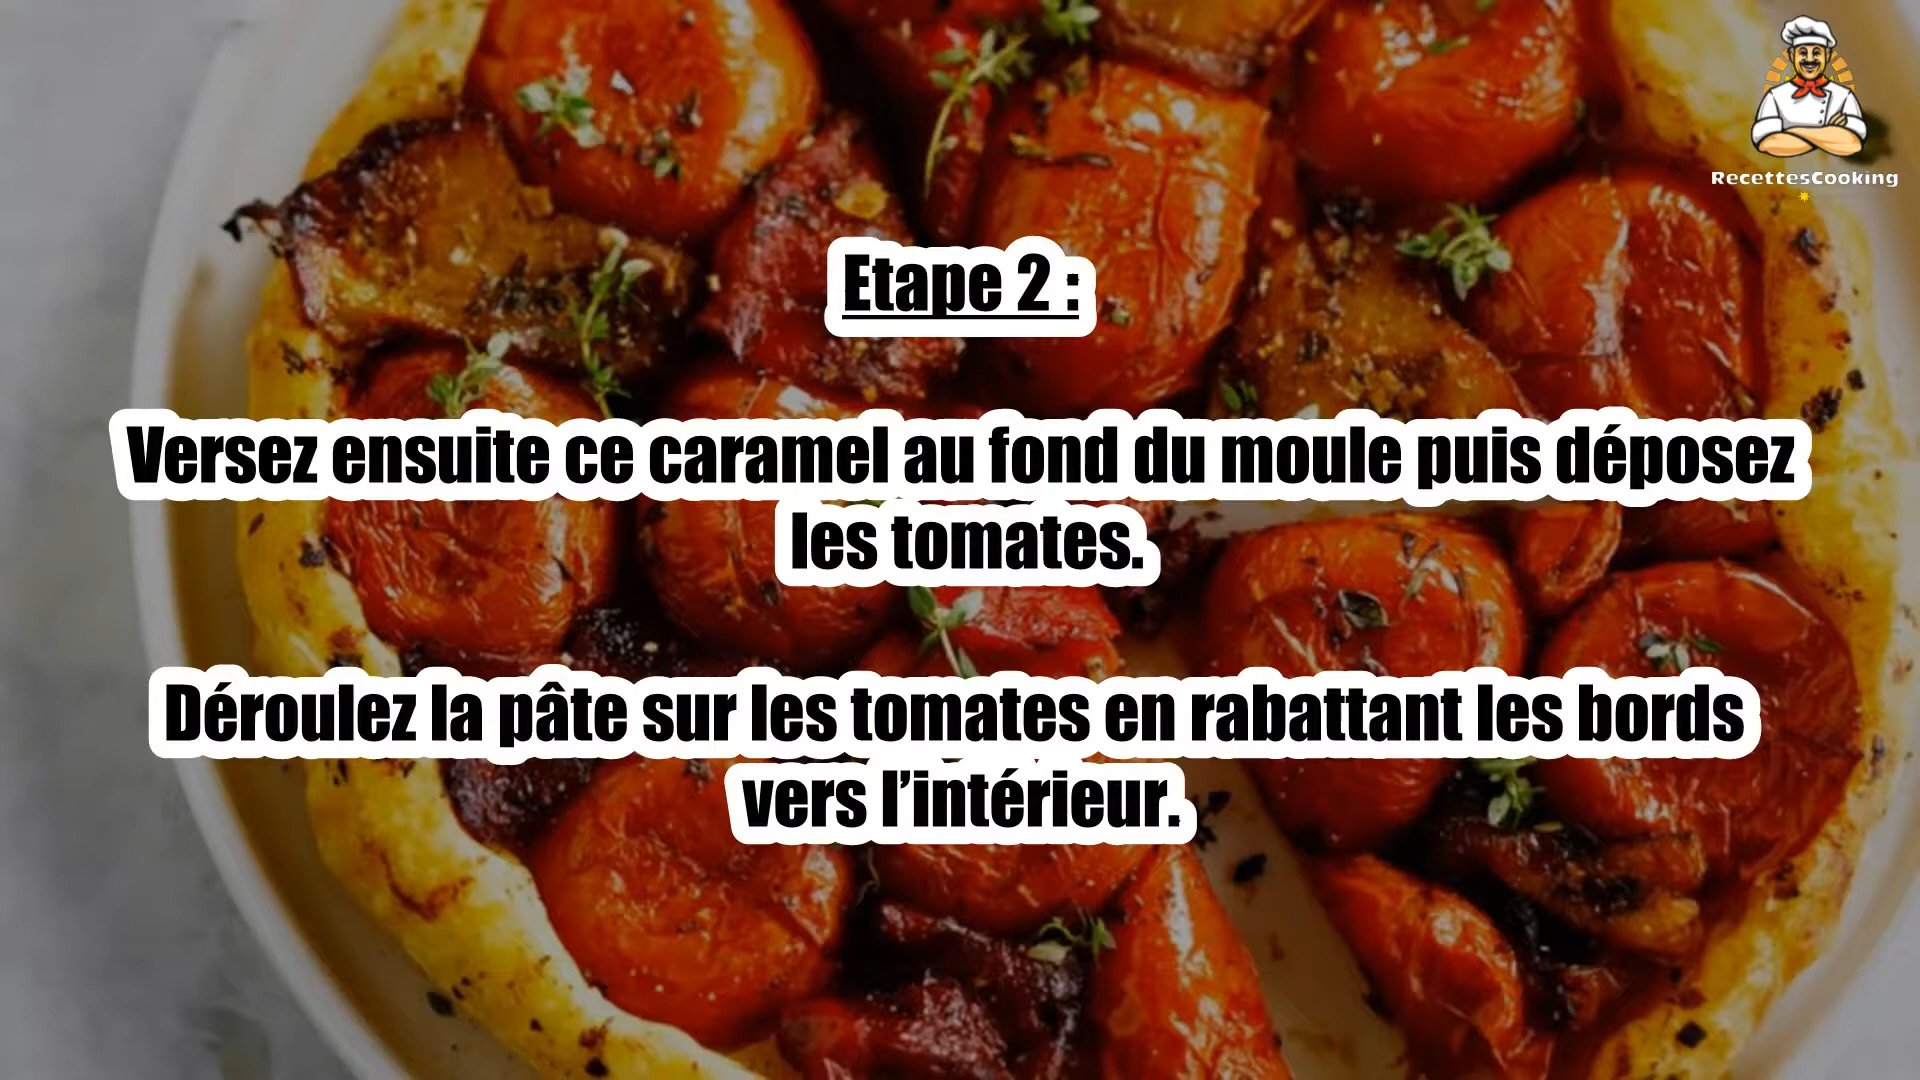 RecettesCooking
Etape 2 :
Versez ensuite ce caramel au fond du moule puis déposez
les tomates.
Déroulez la pâte sur les tomates en rabattant les bords
vers l’intérieur.